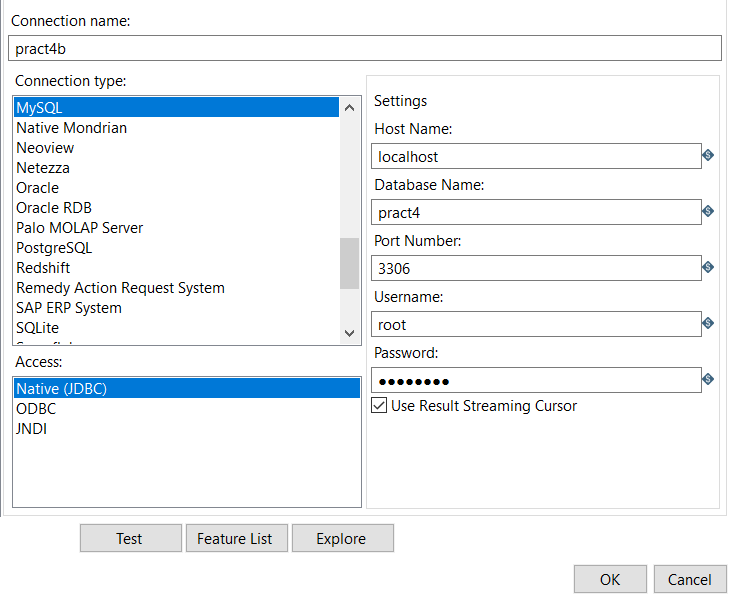 Connection name:
pract4b
Connection type:
MySQL
Native Mondrian
Neoview
Netezza
Oracle
Oracle RDB
Palo MOLAP Server
PostgreSQL
Redshift
Remedy Action Request System
SAP ERP System
SQLite
Access:
Native (JDBC)
ODBC
JNDI
Settings
Host Name:
localhost
Database Name:
pract4
Port Number:
3306
Username:
root
Password:
●●●●●●●●
Use Result Streaming Cursor
Test Feature List Explore
OK Cancel